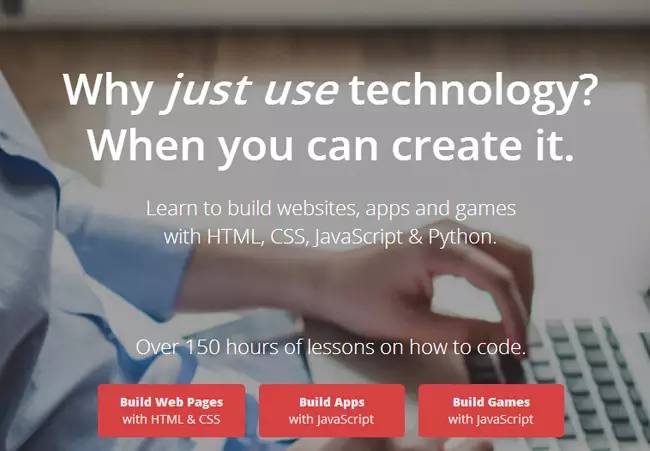 Why just use technology?
When you can create it.
Learn to build websites, apps and games
with HTML, CSS, JavaScript & Python.
Over 150 hours of lessons on how to code.
Build Web Pages
with HTML & CSS
Build Apps
with JavaScript
Build Games
with JavaScript